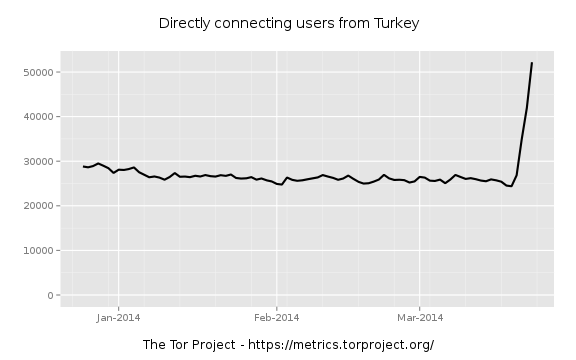 Directly connecting users from Turkey
50000
40000
30000
20000
10000
0
Jan-2014 Feb-2014 Mar-2014
The Tor Project - https://metrics.torproject.org/